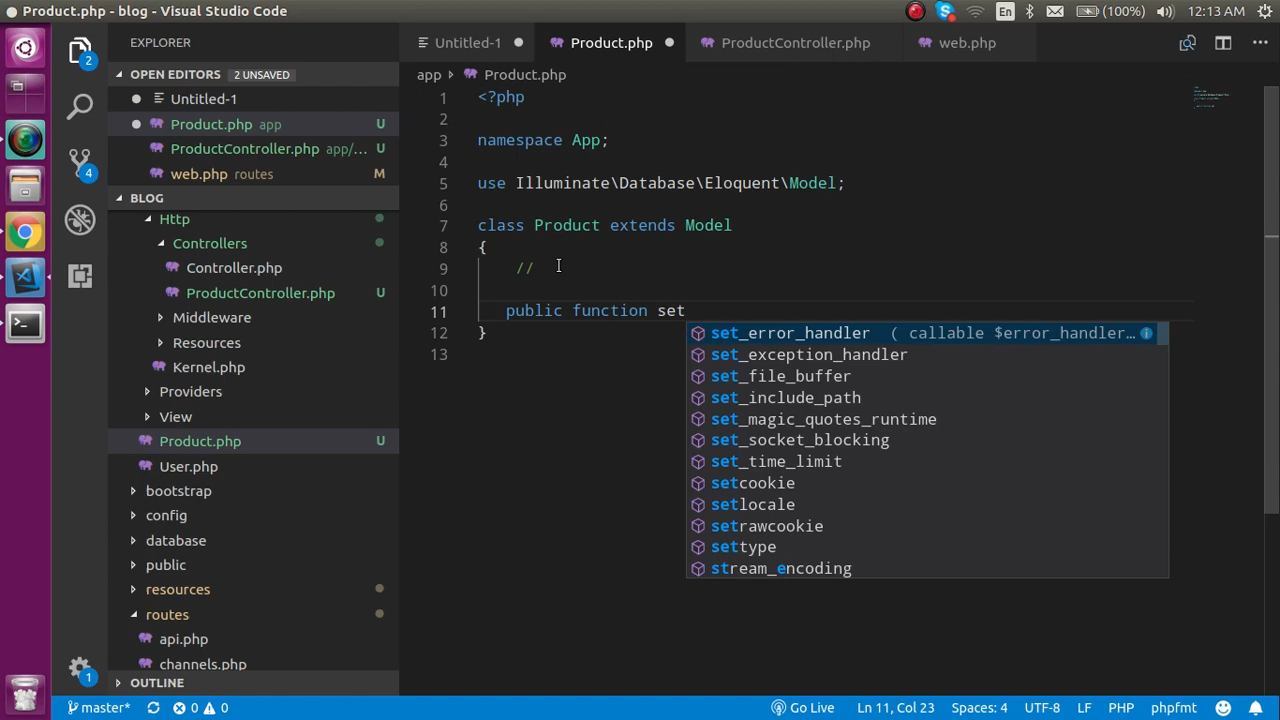 Product.php - blog - Visual Studio Code
En
(100%)
12:13 AM
EXPLORER
OPEN EDITORS 2 UNSAVED
Untitled-1
Product.php app U
ProductController.php app/... U
web.php routes M
BLOG
Http
Controllers
Controller.php
ProductController.php U
Middleware
Resources
Kernel.php
Providers
View
Product.php U
User.php
bootstrap
config
database
public
resources
routes
api.php
channels.php
OUTLINE
2
4
1
Untitled-1
Product.php
ProductController.php
web.php
app > Product.php
1 <?php
2
3 namespace App;
4
5 use Illuminate\Database\Eloquent\Model;
6
7 class Product extends Model
8 {
9 //
10
11 public function set
12 }
13
set_error_handler ( callable $error_handler…
set_exception_handler
set_file_buffer
set_include_path
set_magic_quotes_runtime
set_socket_blocking
set_time_limit
setcookie
setlocale
setrawcookie
settype
stream_encoding
master* 0 0 Go Live Ln 11, Col 23 Spaces: 4 UTF-8 LF PHP phpfmt